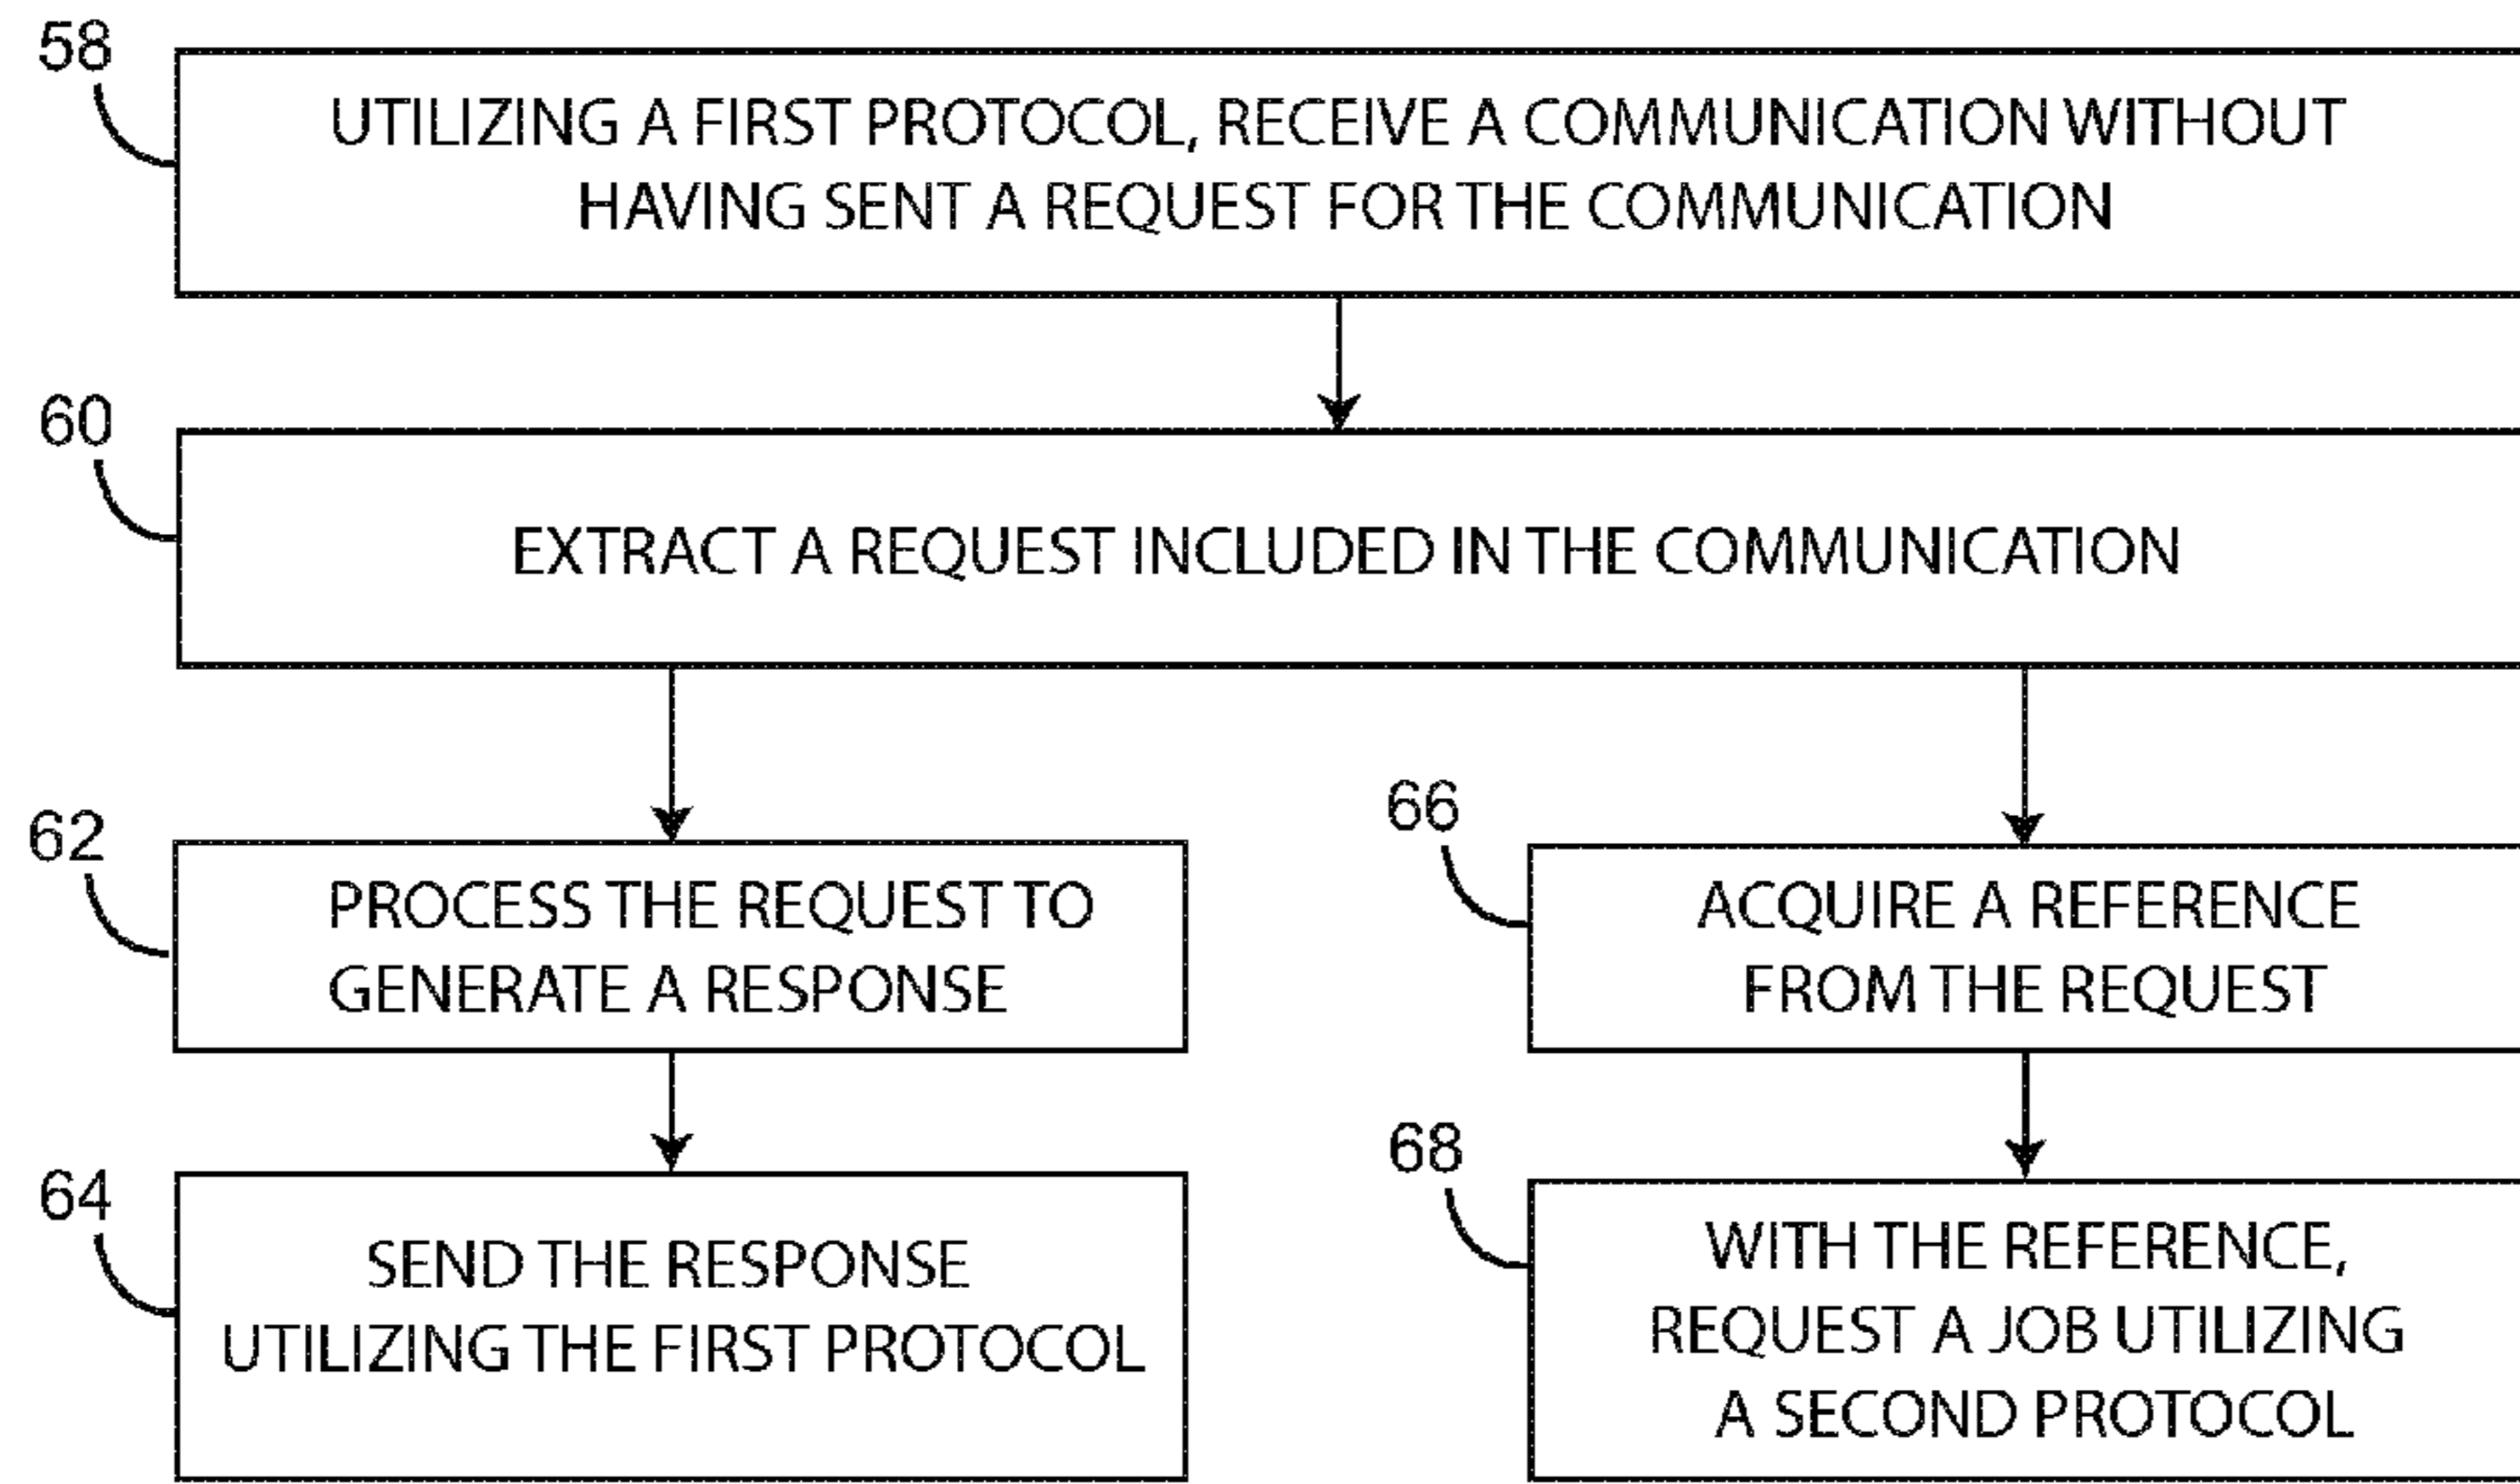 58
UTILIZING A FIRST PROTOCOL, RECEIVE A COMMUNICATION WITHOUT
HAVING SENT A REQUEST FOR THE COMMUNICATION
60
EXTRACT A REQUEST INCLUDED IN THE COMMUNICATION
62
PROCESS THE REQUEST TO
GENERATE A RESPONSE
64
SEND THE RESPONSE
UTILIZING THE FIRST PROTOCOL
66
ACQUIRE A REFERENCE
FROM THE REQUEST
68
WITH THE REFERENCE,
REQUEST A JOB UTILIZING
A SECOND PROTOCOL